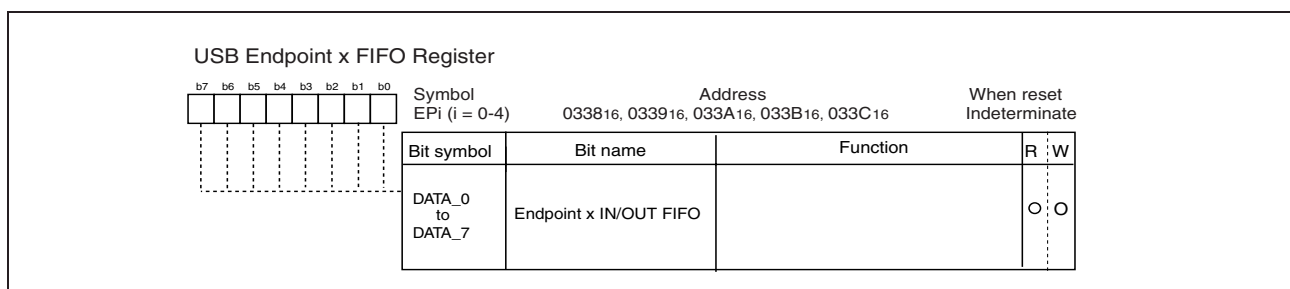 USB Endpoint x FIFO Register
b7 b6 b5 b4 b3 b2 b1 b0
Symbol Address When reset
EPi (i = 0-4) 033816, 033916, 033A16, 033B16, 033C16 Indeterminate
Bit symbol Bit name Function R W
DATA_0
to
DATA_7
Endpoint x IN/OUT FIFO
O O